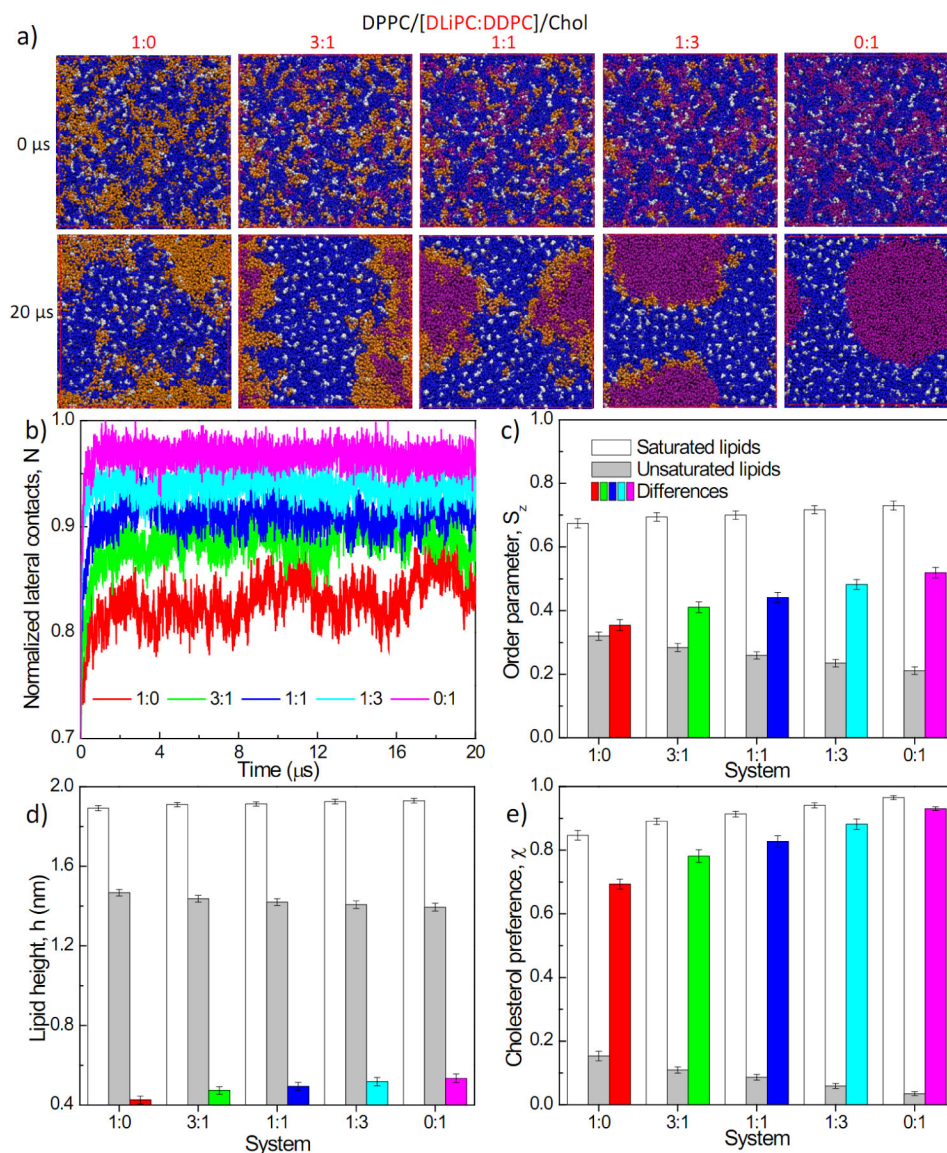 DPPC/[DLiPC:DDPC]/Chol
a)
1:0 3:1 1:1 1:3 0:1
0 μs
20 μs
b)
Normalized lateral contacts, N
1.0
0.9
0.8
0.7
1:0 3:1 1:1 1:3 0:1
0 4 8 12 16 20
Time (μs)
c)
Saturated lipids
Unsaturated lipids
Differences
Order parameter, Sz
1.0
0.8
0.6
0.4
0.2
0.0
1:0 3:1 1:1 1:3 0:1
System
d)
Lipid height, h (nm)
2.0
1.6
1.2
0.8
0.4
1:0 3:1 1:1 1:3 0:1
System
e)
Cholesterol preference, χ
1.0
0.8
0.6
0.4
0.2
0.0
1:0 3:1 1:1 1:3 0:1
System